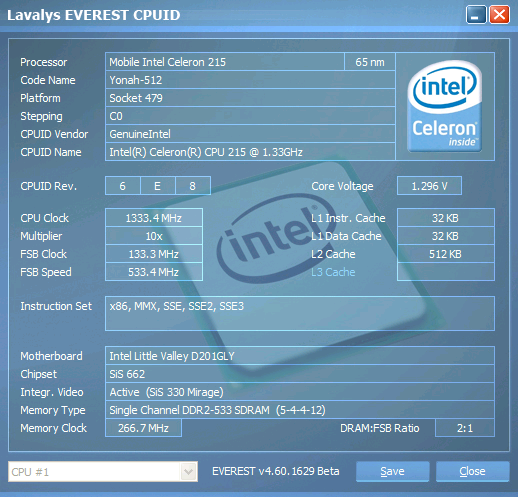 Lavalys EVEREST CPUID
Processor Mobile Intel Celeron 215 65 nm
Code Name Yonah-512
Platform Socket 479
Stepping C0
CPUID Vendor GenuineIntel
CPUID Name Intel(R) Celeron(R) CPU 215 @ 1.33GHz
intel
Celeron
inside
CPUID Rev. 6 E 8 Core Voltage 1.296 V
CPU Clock 1333.4 MHz L1 Instr. Cache 32 KB
Multiplier 10x L1 Data Cache 32 KB
FSB Clock 133.3 MHz L2 Cache 512 KB
FSB Speed 533.4 MHz L3 Cache
intel
Instruction Set x86, MMX, SSE, SSE2, SSE3
Motherboard Intel Little Valley D201GLY
Chipset SiS 662
Integr. Video Active (SiS 330 Mirage)
Memory Type Single Channel DDR2-533 SDRAM (5-4-4-12)
Memory Clock 266.7 MHz DRAM:FSB Ratio 2:1
CPU #1 EVEREST v4.60.1629 Beta Save Close